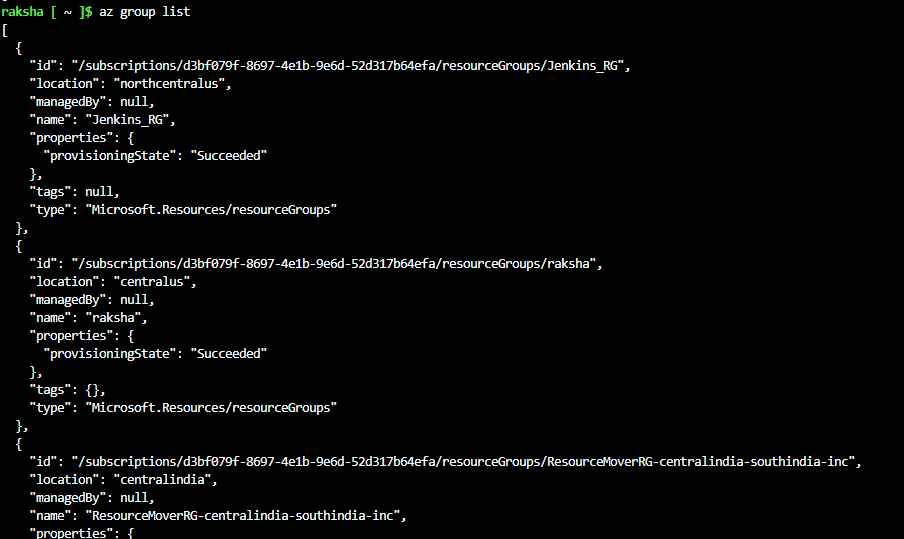 raksha [ ~ ]$ az group list
[
  {
    "id": "/subscriptions/d3bf079f-8697-4e1b-9e6d-52d317b64efa/resourceGroups/Jenkins_RG",
    "location": "northcentralus",
    "managedBy": null,
    "name": "Jenkins_RG",
    "properties": {
      "provisioningState": "Succeeded"
    },
    "tags": null,
    "type": "Microsoft.Resources/resourceGroups"
  },
  {
    "id": "/subscriptions/d3bf079f-8697-4e1b-9e6d-52d317b64efa/resourceGroups/raksha",
    "location": "centralus",
    "managedBy": null,
    "name": "raksha",
    "properties": {
      "provisioningState": "Succeeded"
    },
    "tags": {},
    "type": "Microsoft.Resources/resourceGroups"
  },
  {
    "id": "/subscriptions/d3bf079f-8697-4e1b-9e6d-52d317b64efa/resourceGroups/ResourceMoverRG-centralindia-southindia-inc",
    "location": "centralindia",
    "managedBy": null,
    "name": "ResourceMoverRG-centralindia-southindia-inc",
    "properties": {